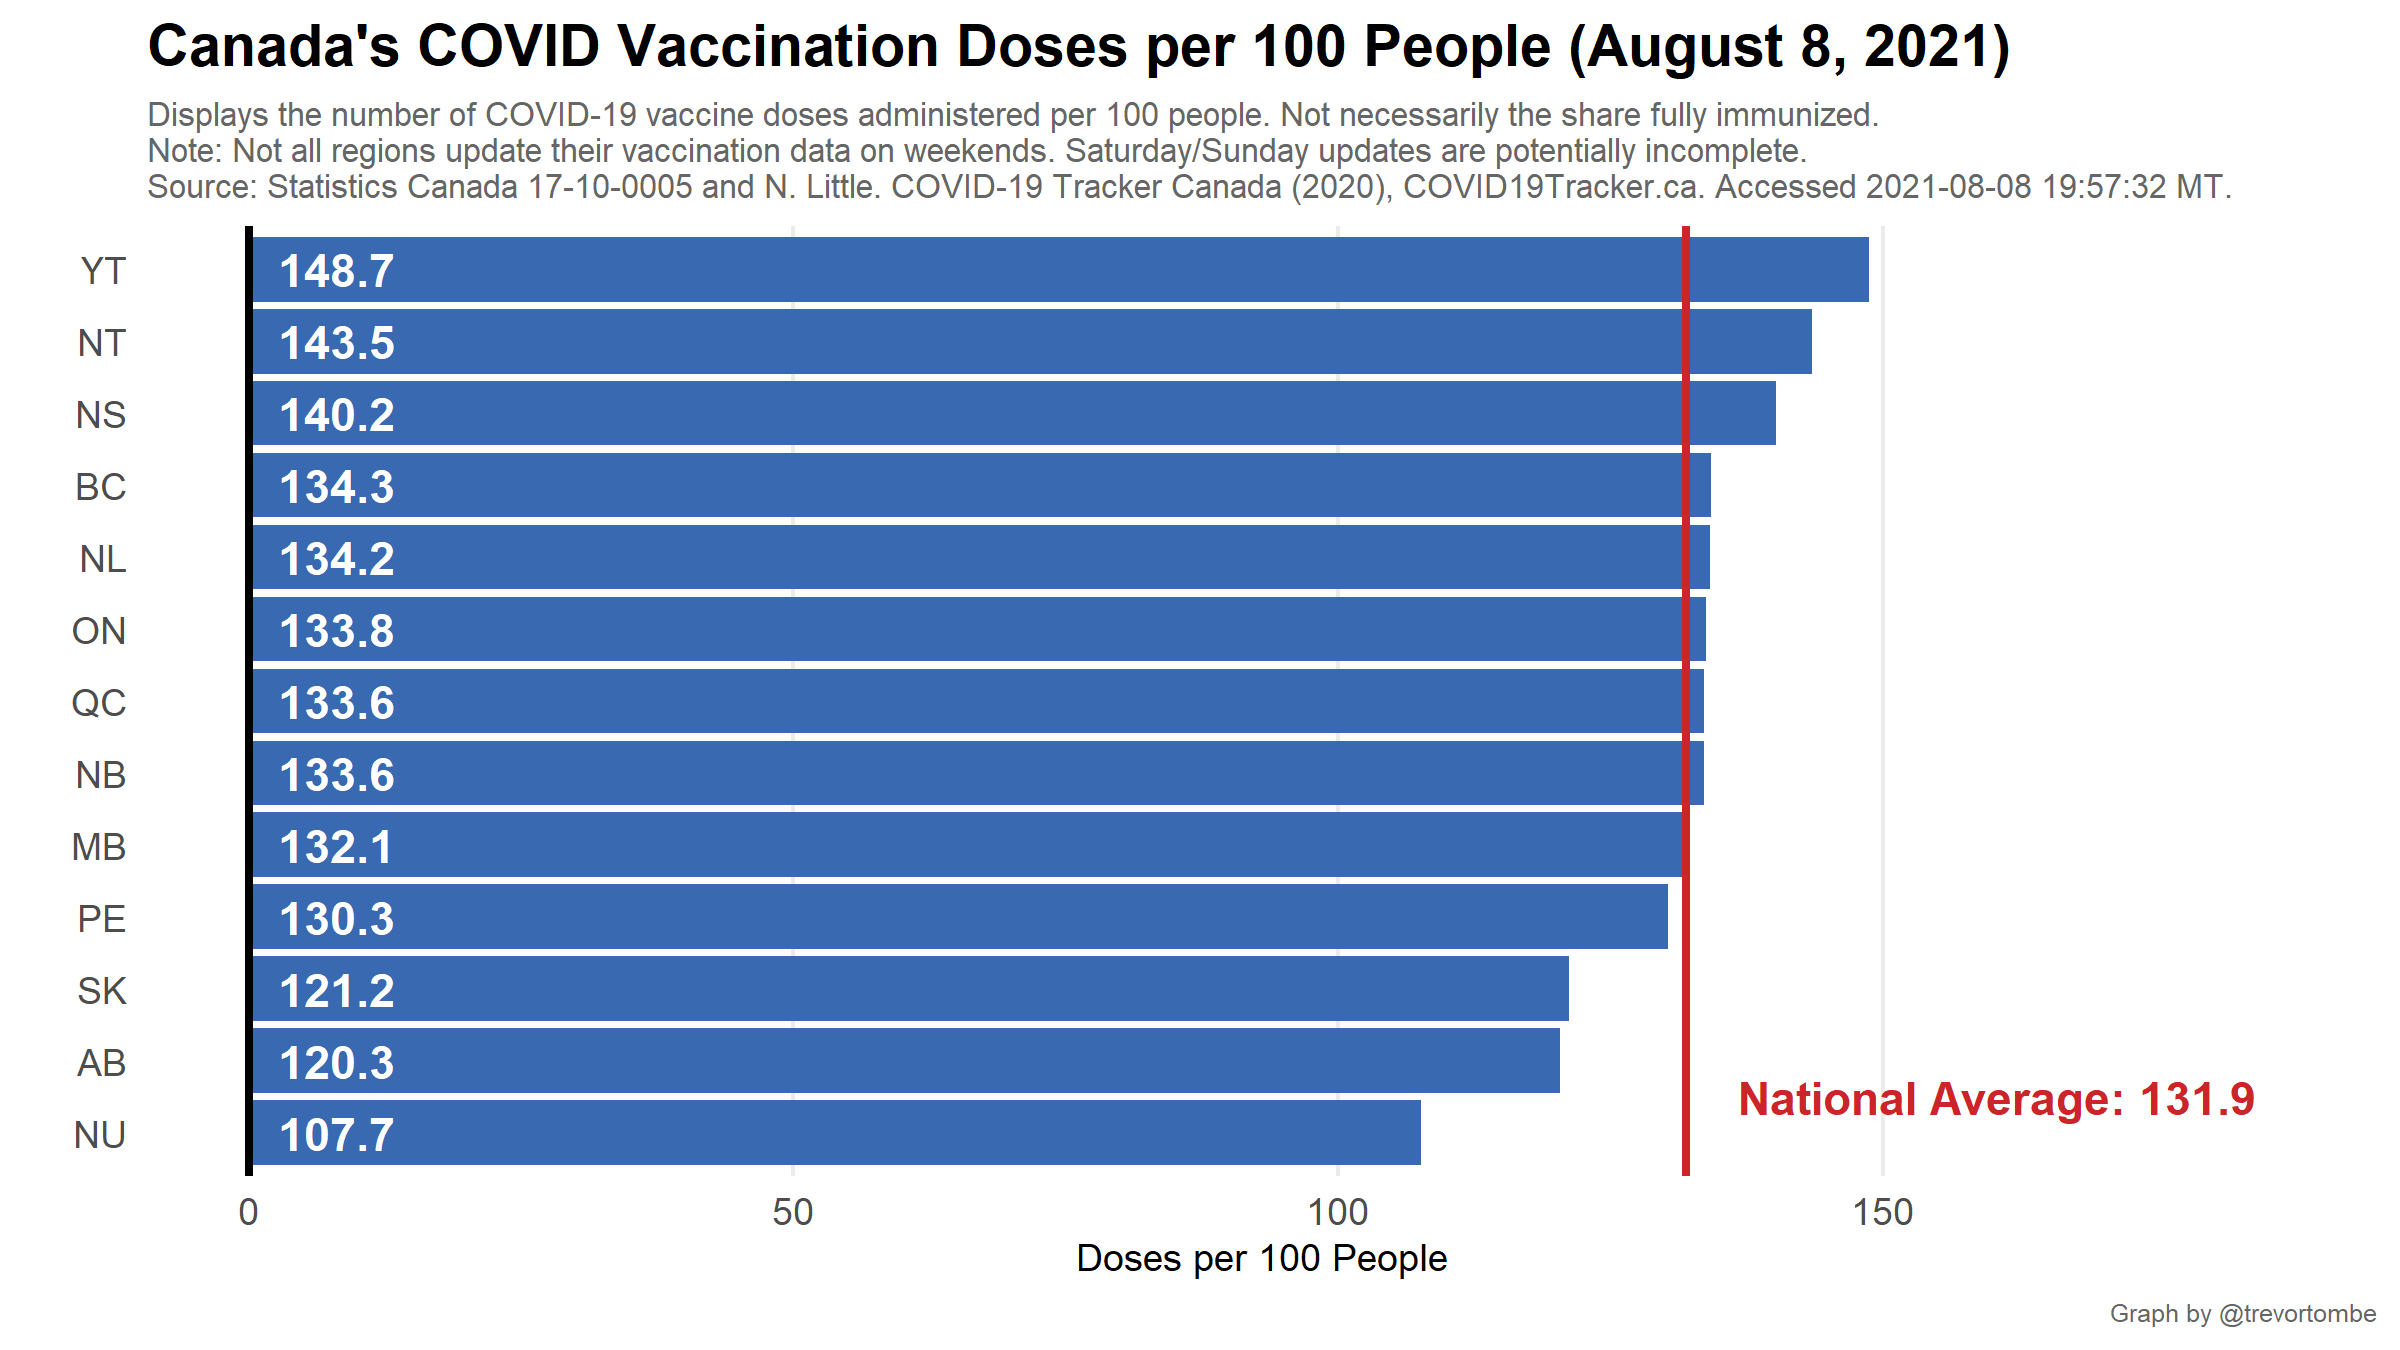 Canada's COVID Vaccination Doses per 100 People (August 8, 2021)
Displays the number of COVID-19 vaccine doses administered per 100 people. Not necessarily the share fully immunized.
Note: Not all regions update their vaccination data on weekends. Saturday/Sunday updates are potentially incomplete.
Source: Statistics Canada 17-10-0005 and N. Little. COVID-19 Tracker Canada (2020), COVID19Tracker.ca. Accessed 2021-08-08 19:57:32 MT.
YT 148.7
NT 143.5
NS 140.2
BC 134.3
NL 134.2
ON 133.8
QC 133.6
NB 133.6
MB 132.1
PE 130.3
SK 121.2
AB 120.3
National Average: 131.9
NU 107.7
0 50 100 150
Doses per 100 People
Graph by @trevortombe